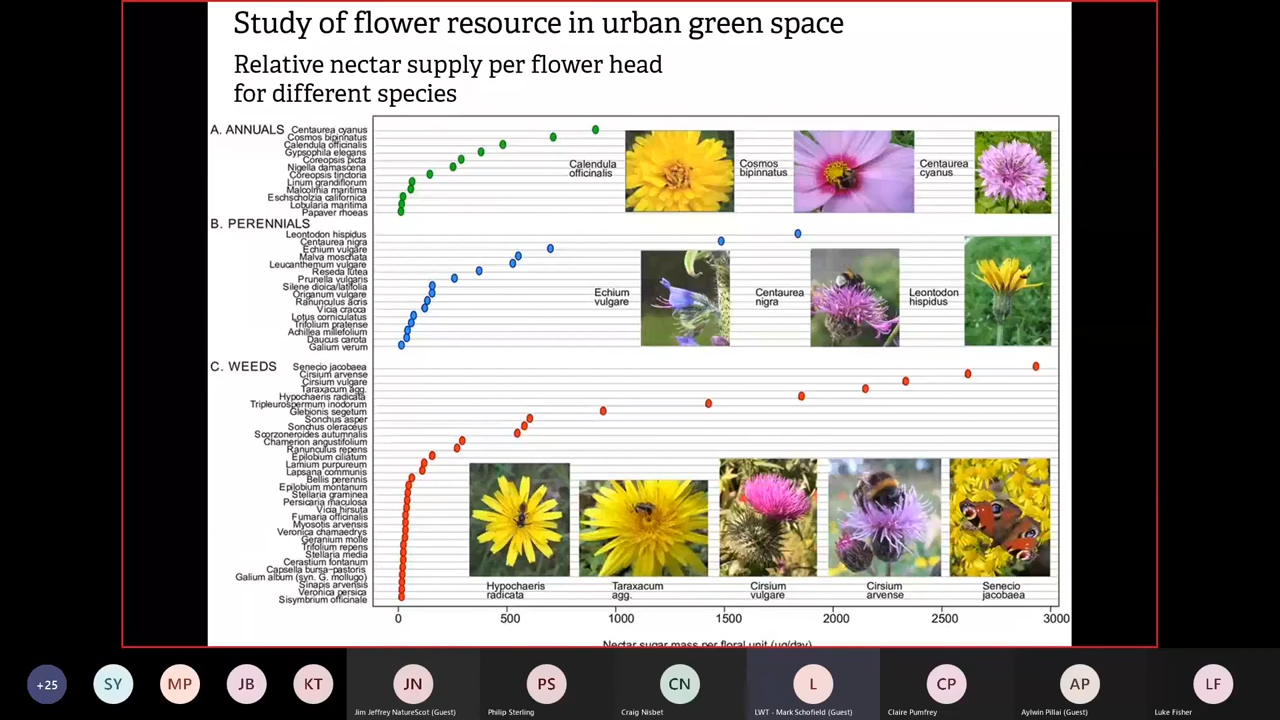 Study of flower resource in urban green space
Relative nectar supply per flower head
for different species
A. ANNUALS
Centaurea cyanus
Cosmos bipinnatus
Calendula officinalis
Gypsophila elegans
Coreopsis picta
Nigella damascena
Coreopsis tinctoria
Linum grandiflorum
Malcolmia maritima
Eschscholzia californica
Lobularia maritima
Papaver rhoeas
Calendula
officinalis
Cosmos
bipinnatus
Centaurea
cyanus
B. PERENNIALS
Leontodon hispidus
Centaurea nigra
Echium vulgare
Malva moschata
Leucanthemum vulgare
Reseda lutea
Prunella vulgaris
Silene dioica/latifolia
Origanum vulgare
Ranunculus acris
Vicia cracca
Lotus corniculatus
Trifolium pratense
Achillea millefolium
Daucus carota
Galium verum
Echium
vulgare
Centaurea
nigra
Leontodon
hispidus
C. WEEDS
Senecio jacobaea
Cirsium arvense
Cirsium vulgare
Taraxacum agg.
Hypochaeris radicata
Tripleurospermum inodorum
Glebionis segetum
Sonchus asper
Sonchus oleraceus
Scorzoneroides autumnalis
Chamerion angustifolium
Ranunculus repens
Epilobium ciliatum
Lamium purpureum
Lapsana communis
Bellis perennis
Epilobium montanum
Stellaria graminea
Persicaria maculosa
Vicia hirsuta
Fumaria officinalis
Myosotis arvensis
Veronica chamaedrys
Geranium molle
Trifolium repens
Stellaria media
Cerastium fontanum
Capsella bursa-pastoris
Galium album (syn. G. mollugo)
Sinapis arvensis
Veronica persica
Sisymbrium officinale
Hypochaeris
radicata
Taraxacum
agg.
Cirsium
vulgare
Cirsium
arvense
Senecio
jacobaea
0 500 1000 1500 2000 2500 3000
Nectar sugar mass per floral unit (ug/day)
+25 SY MP JB KT JN PS CN L CP AP LF
Jim Jeffrey NatureScot (Guest) Philip Sterling Craig Nisbet LWT - Mark Schofield (Guest) Claire Pumfrey Aylwin Pillai (Guest) Luke Fisher